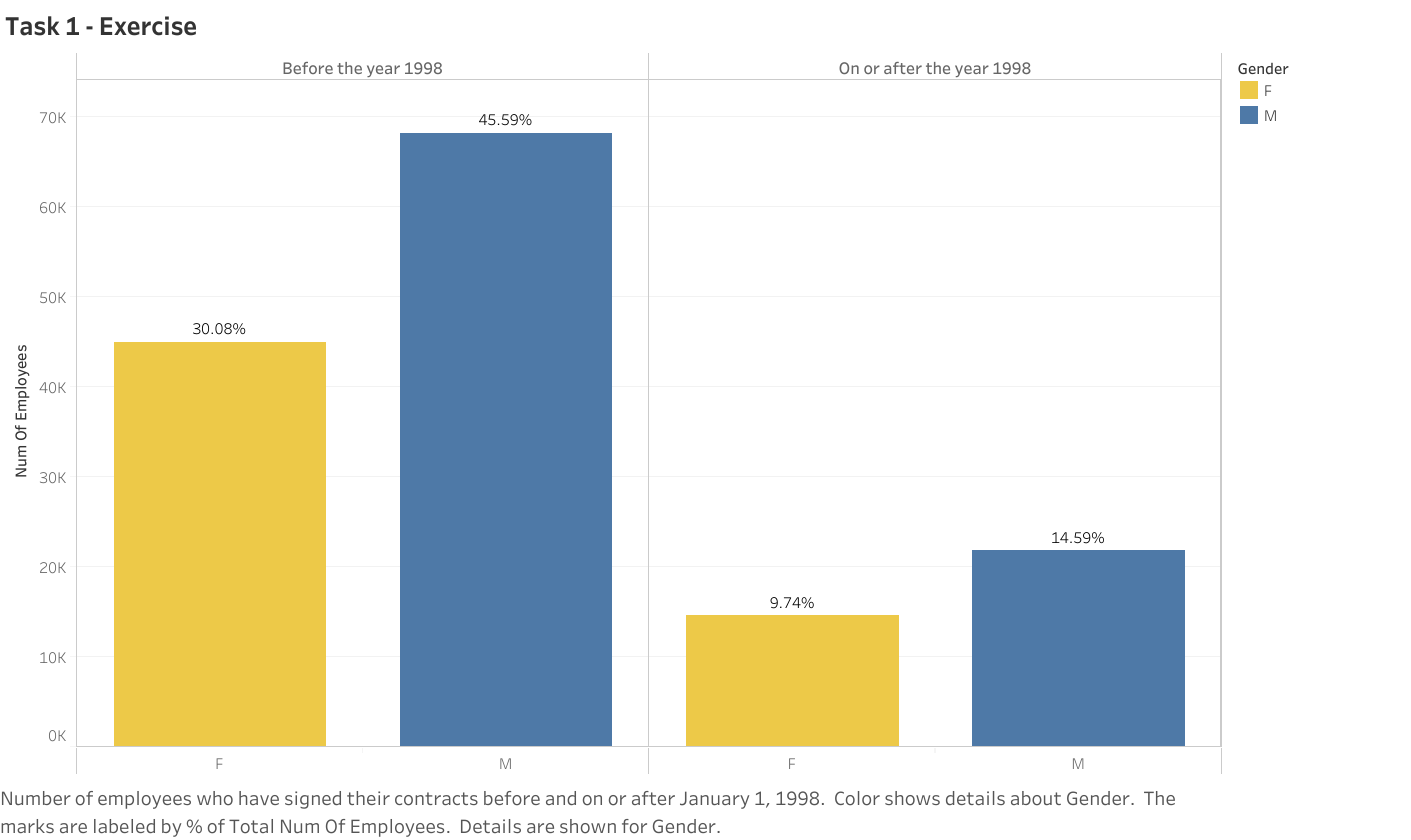 Task 1 - Exercise
Before the year 1998
On or after the year 1998
Gender
F
M
70K
60K
50K
40K
30K
20K
10K
0K
Num Of Employees
45.59%
30.08%
14.59%
9.74%
F
M
F
M
Number of employees who have signed their contracts before and on or after January 1, 1998.  Color shows details about Gender.  The
marks are labeled by % of Total Num Of Employees.  Details are shown for Gender.